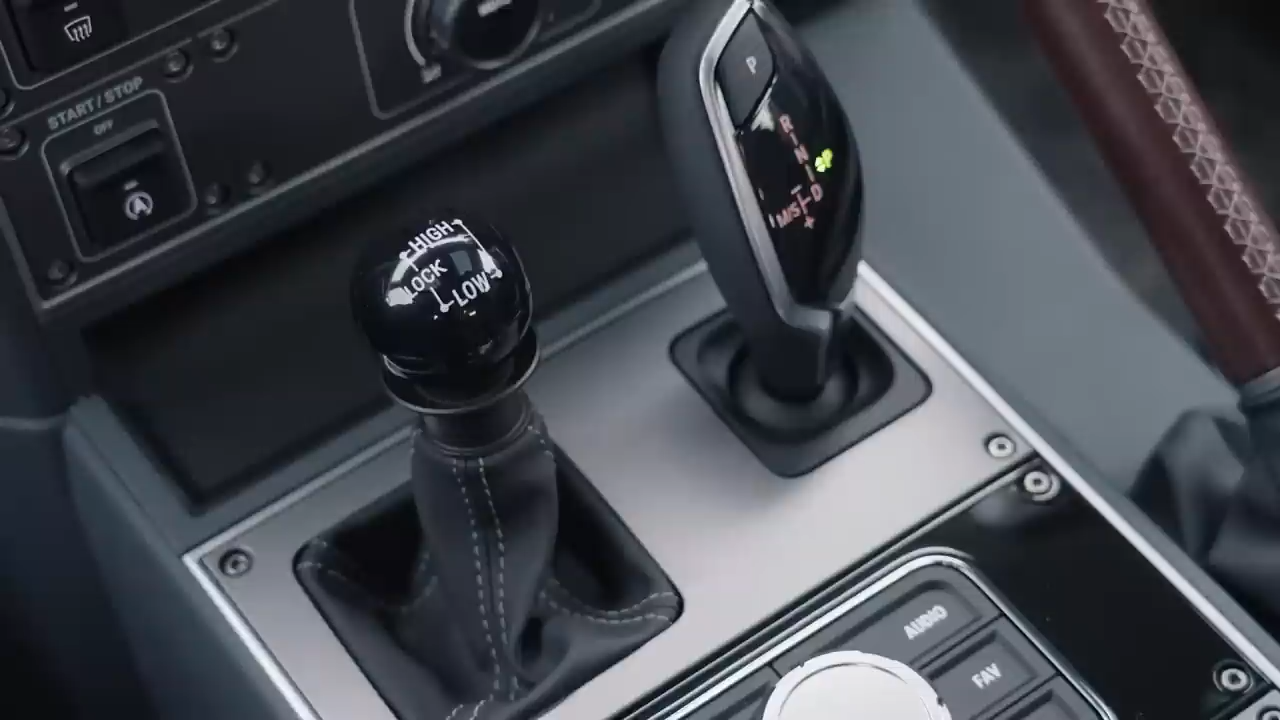 START / STOP
OFF
A
HIGH
LOCK
LOW
P
R
N
D
M/S
+
AUDIO
FAV